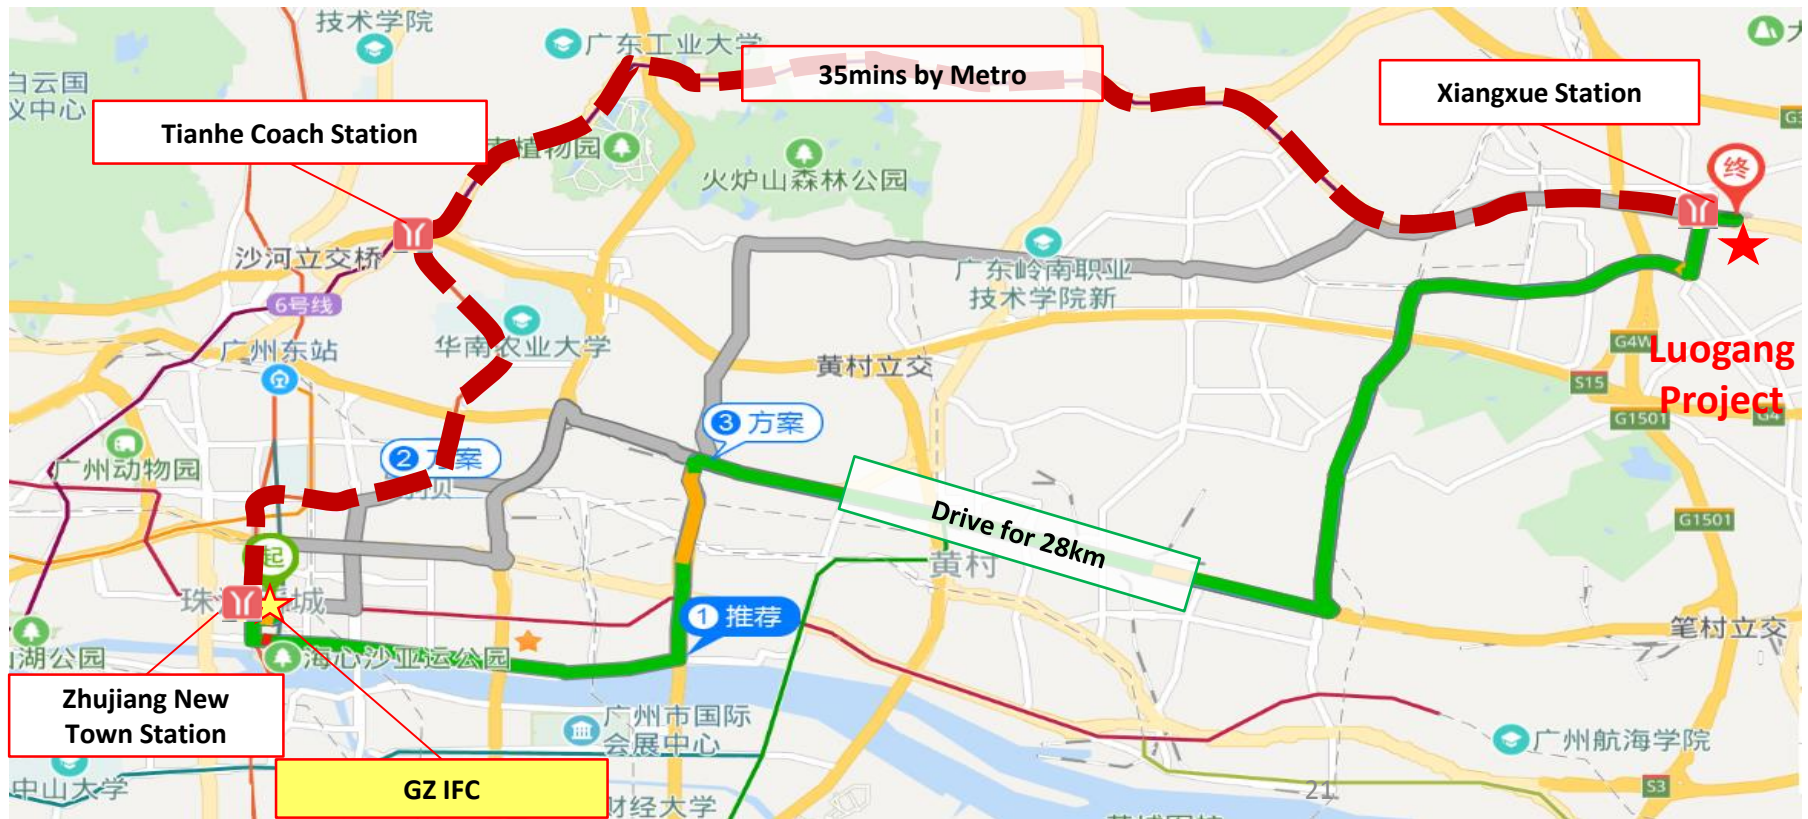 技术学院
广东工业大学
大
白云国
议中心
35mins by Metro
Xiangxue Station
G3
Tianhe Coach Station
植物园
火炉山森林公园
终
沙河立交桥
广东岭南职业
技术学院新
6号线
华南农业大学
广州东站
黄村立交
G4W
Luogang
Project
S15
G1501
G4
3 方案
2 方案
广州动物园
Drive for 28km
G1501
起
黄村
珠 城
1 推荐
笔村立交
湖公园
海心沙亚运公园
Zhujiang New
Town Station
广州市国际
会展中心
广州航海学院
中山大学
GZ IFC
财经大学
21
S3